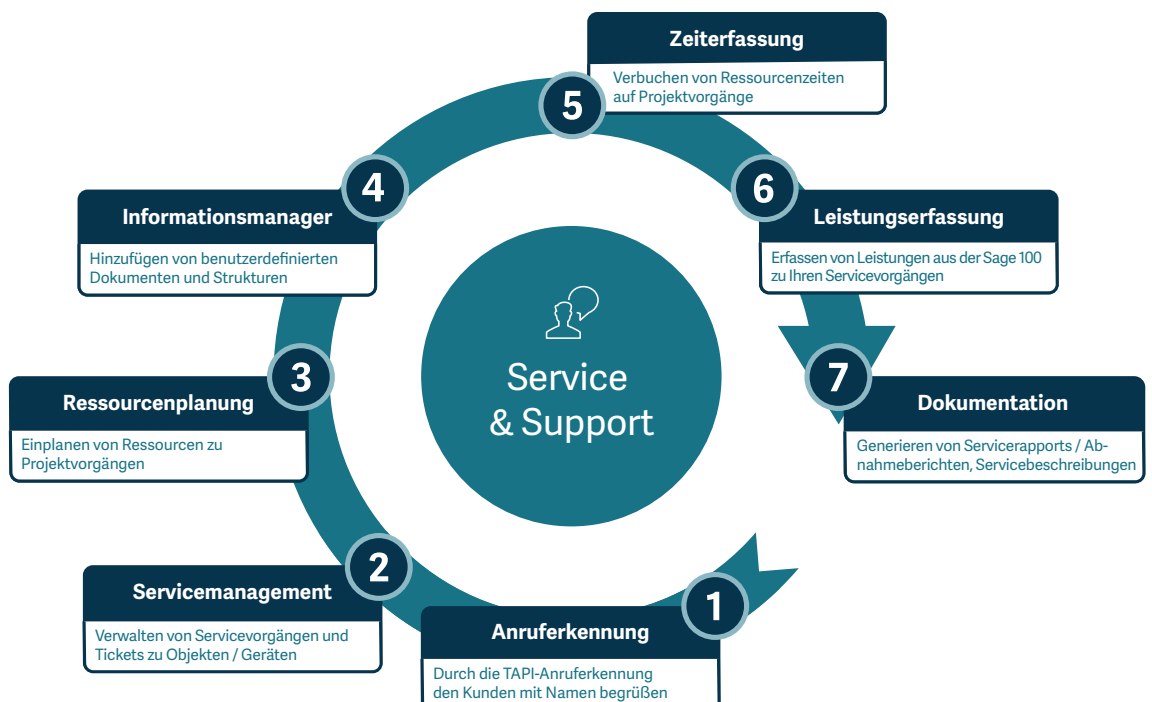 5
Zeiterfassung
Verbuchen von Ressourcenzeiten
auf Projektvorgänge
4
Informationsmanager
Hinzufügen von benutzerdefinierten
Dokumenten und Strukturen
6
Leistungserfassung
Erfassen von Leistungen aus der Sage 100
zu Ihren Servicevorgängen
Service
& Support
3
Ressourcenplanung
Einplanen von Ressourcen zu
Projektvorgängen
7
Dokumentation
Generieren von Servicerapports / Ab-
nahmeberichten, Servicebeschreibungen
2
Servicemanagement
Verwalten von Servicevorgängen und
Tickets zu Objekten / Geräten
1
Anruferkennung
Durch die TAPI-Anruferkennung
den Kunden mit Namen begrüßen